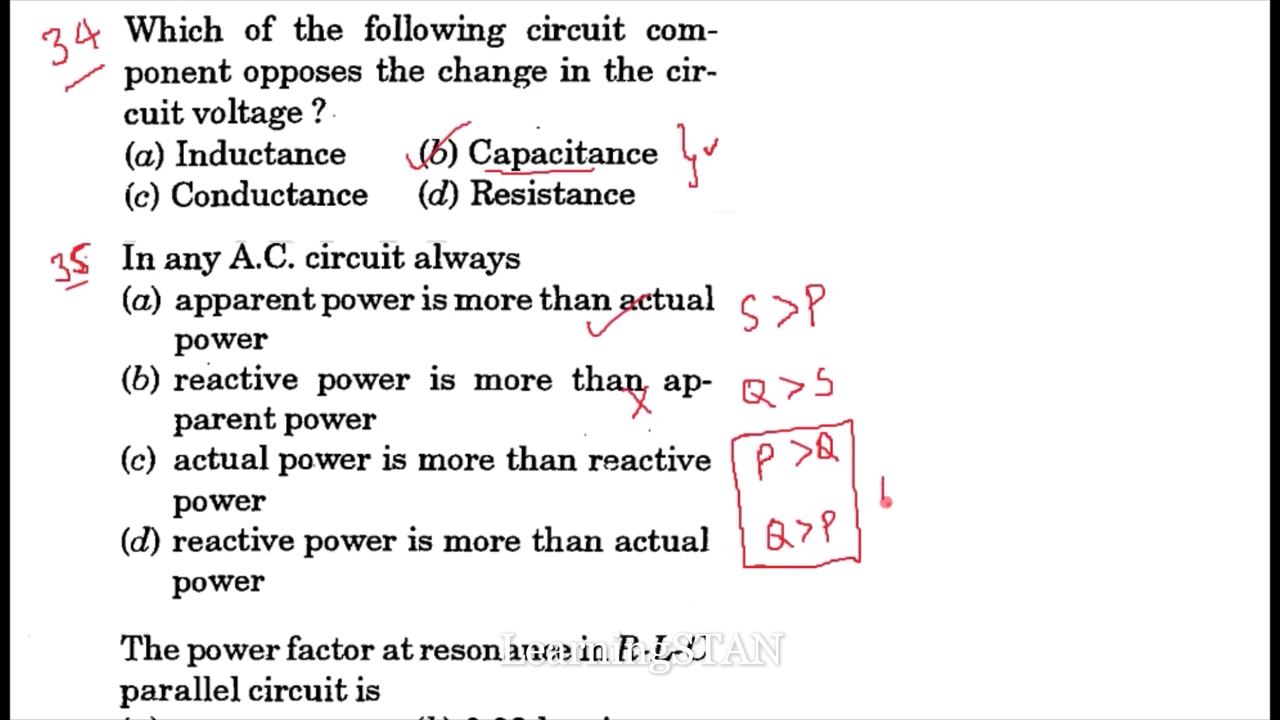 34 Which of the following circuit com-
ponent opposes the change in the cir-
cuit voltage ?
(a) Inductance (b) Capacitance
(c) Conductance (d) Resistance
35 In any A.C. circuit always
(a) apparent power is more than actual S > P
power
(b) reactive power is more than ap- Q > S
parent power
(c) actual power is more than reactive P > Q
power
(d) reactive power is more than actual Q > P
power
The power factor at resonance in R-L-C
LearningSTAN
parallel circuit is